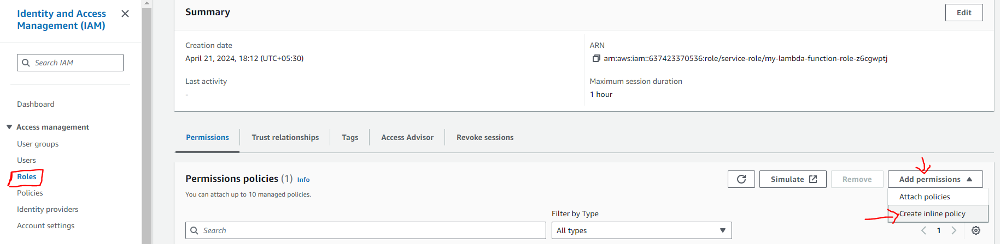 Identity and Access
Management (IAM)
Search IAM
Dashboard
Access management
User groups
Users
Roles
Policies
Identity providers
Account settings
Summary
Edit
Creation date
April 21, 2024, 18:12 (UTC+05:30)
ARN
arn:aws:iam::637423370536:role/service-role/my-lambda-function-role-z6cgwptj
Last activity
-
Maximum session duration
1 hour
Permissions
Trust relationships
Tags
Access Advisor
Revoke sessions
Permissions policies (1) Info
You can attach up to 10 managed policies.
Simulate
Remove
Add permissions
Attach policies
Create inline policy
Filter by Type
Search
All types
1